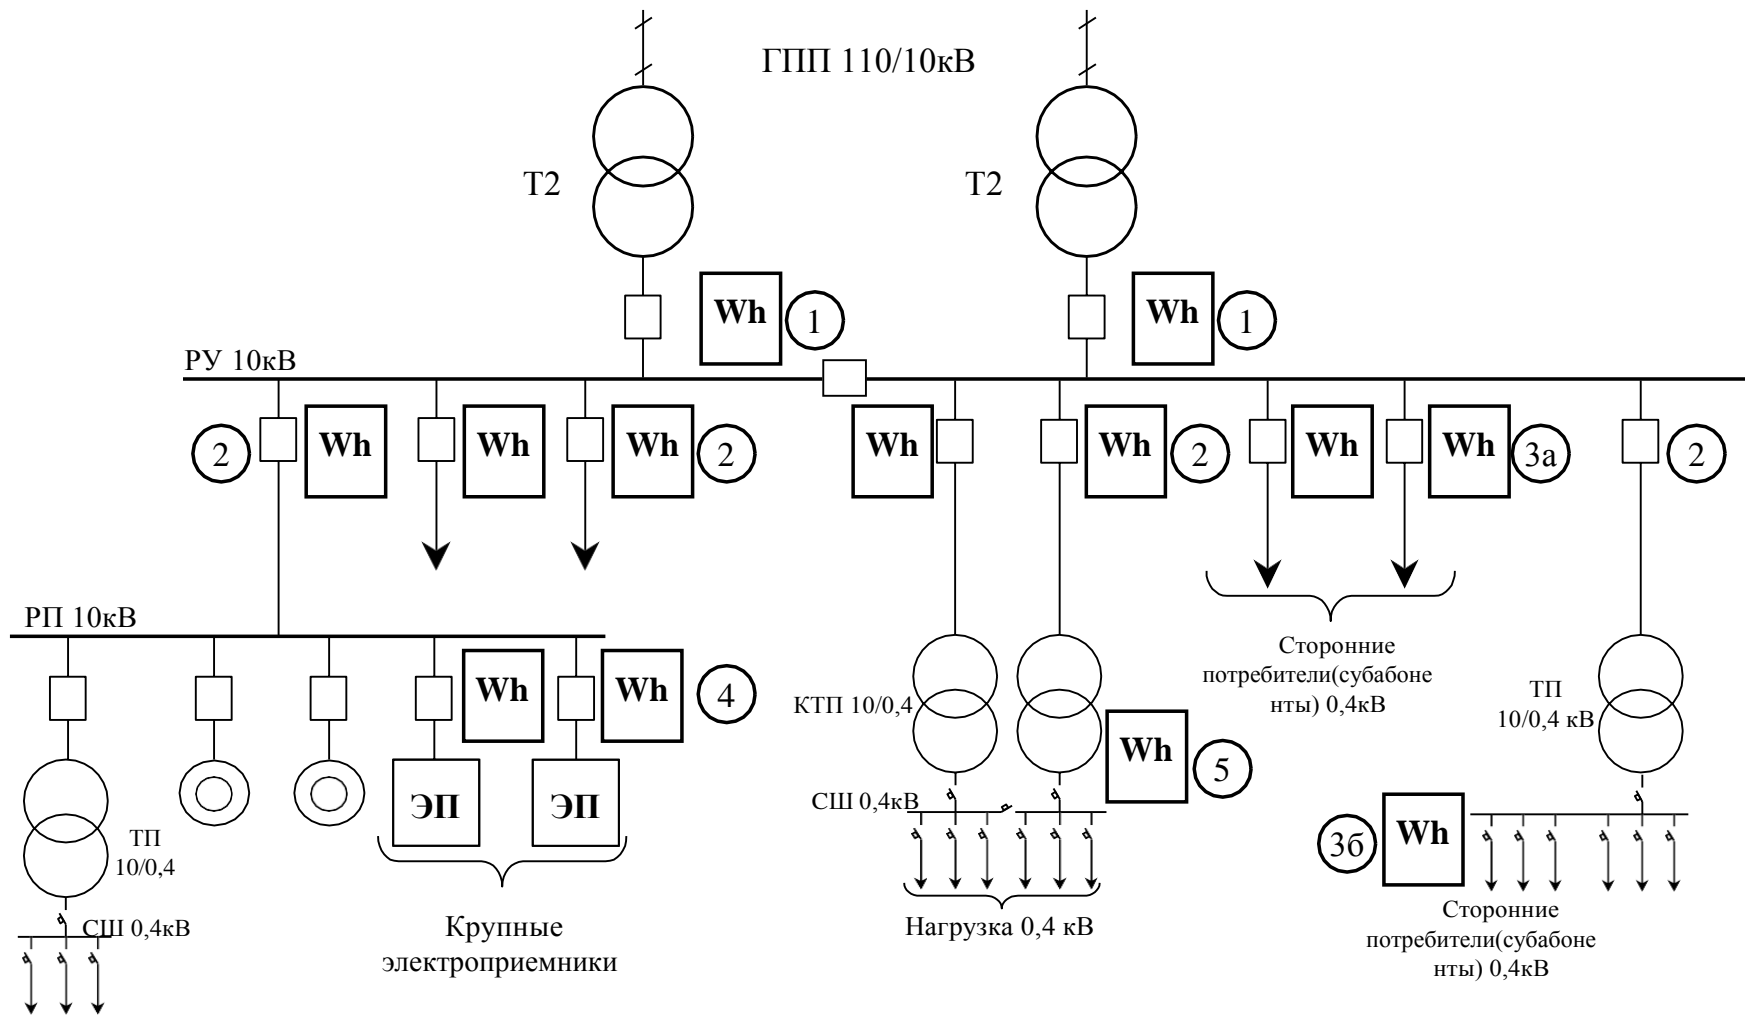 ГПП 110/10кВ
Т2
Т2
Wh
1
Wh
1
РУ 10кВ
2
Wh
Wh
Wh
2
Wh
Wh
2
Wh
Wh
3а
2
РП 10кВ
Wh
Wh
4
КТП 10/0,4
Wh
5
Сторонние
потребители(субабоне
нты) 0,4кВ
ТП
10/0,4 кВ
ЭП
ЭП
СШ 0,4кВ
ТП
10/0,4
3б
Wh
СШ 0,4кВ
Крупные
электроприемники
Нагрузка 0,4 кВ
Сторонние
потребители(субабоне
нты) 0,4кВ